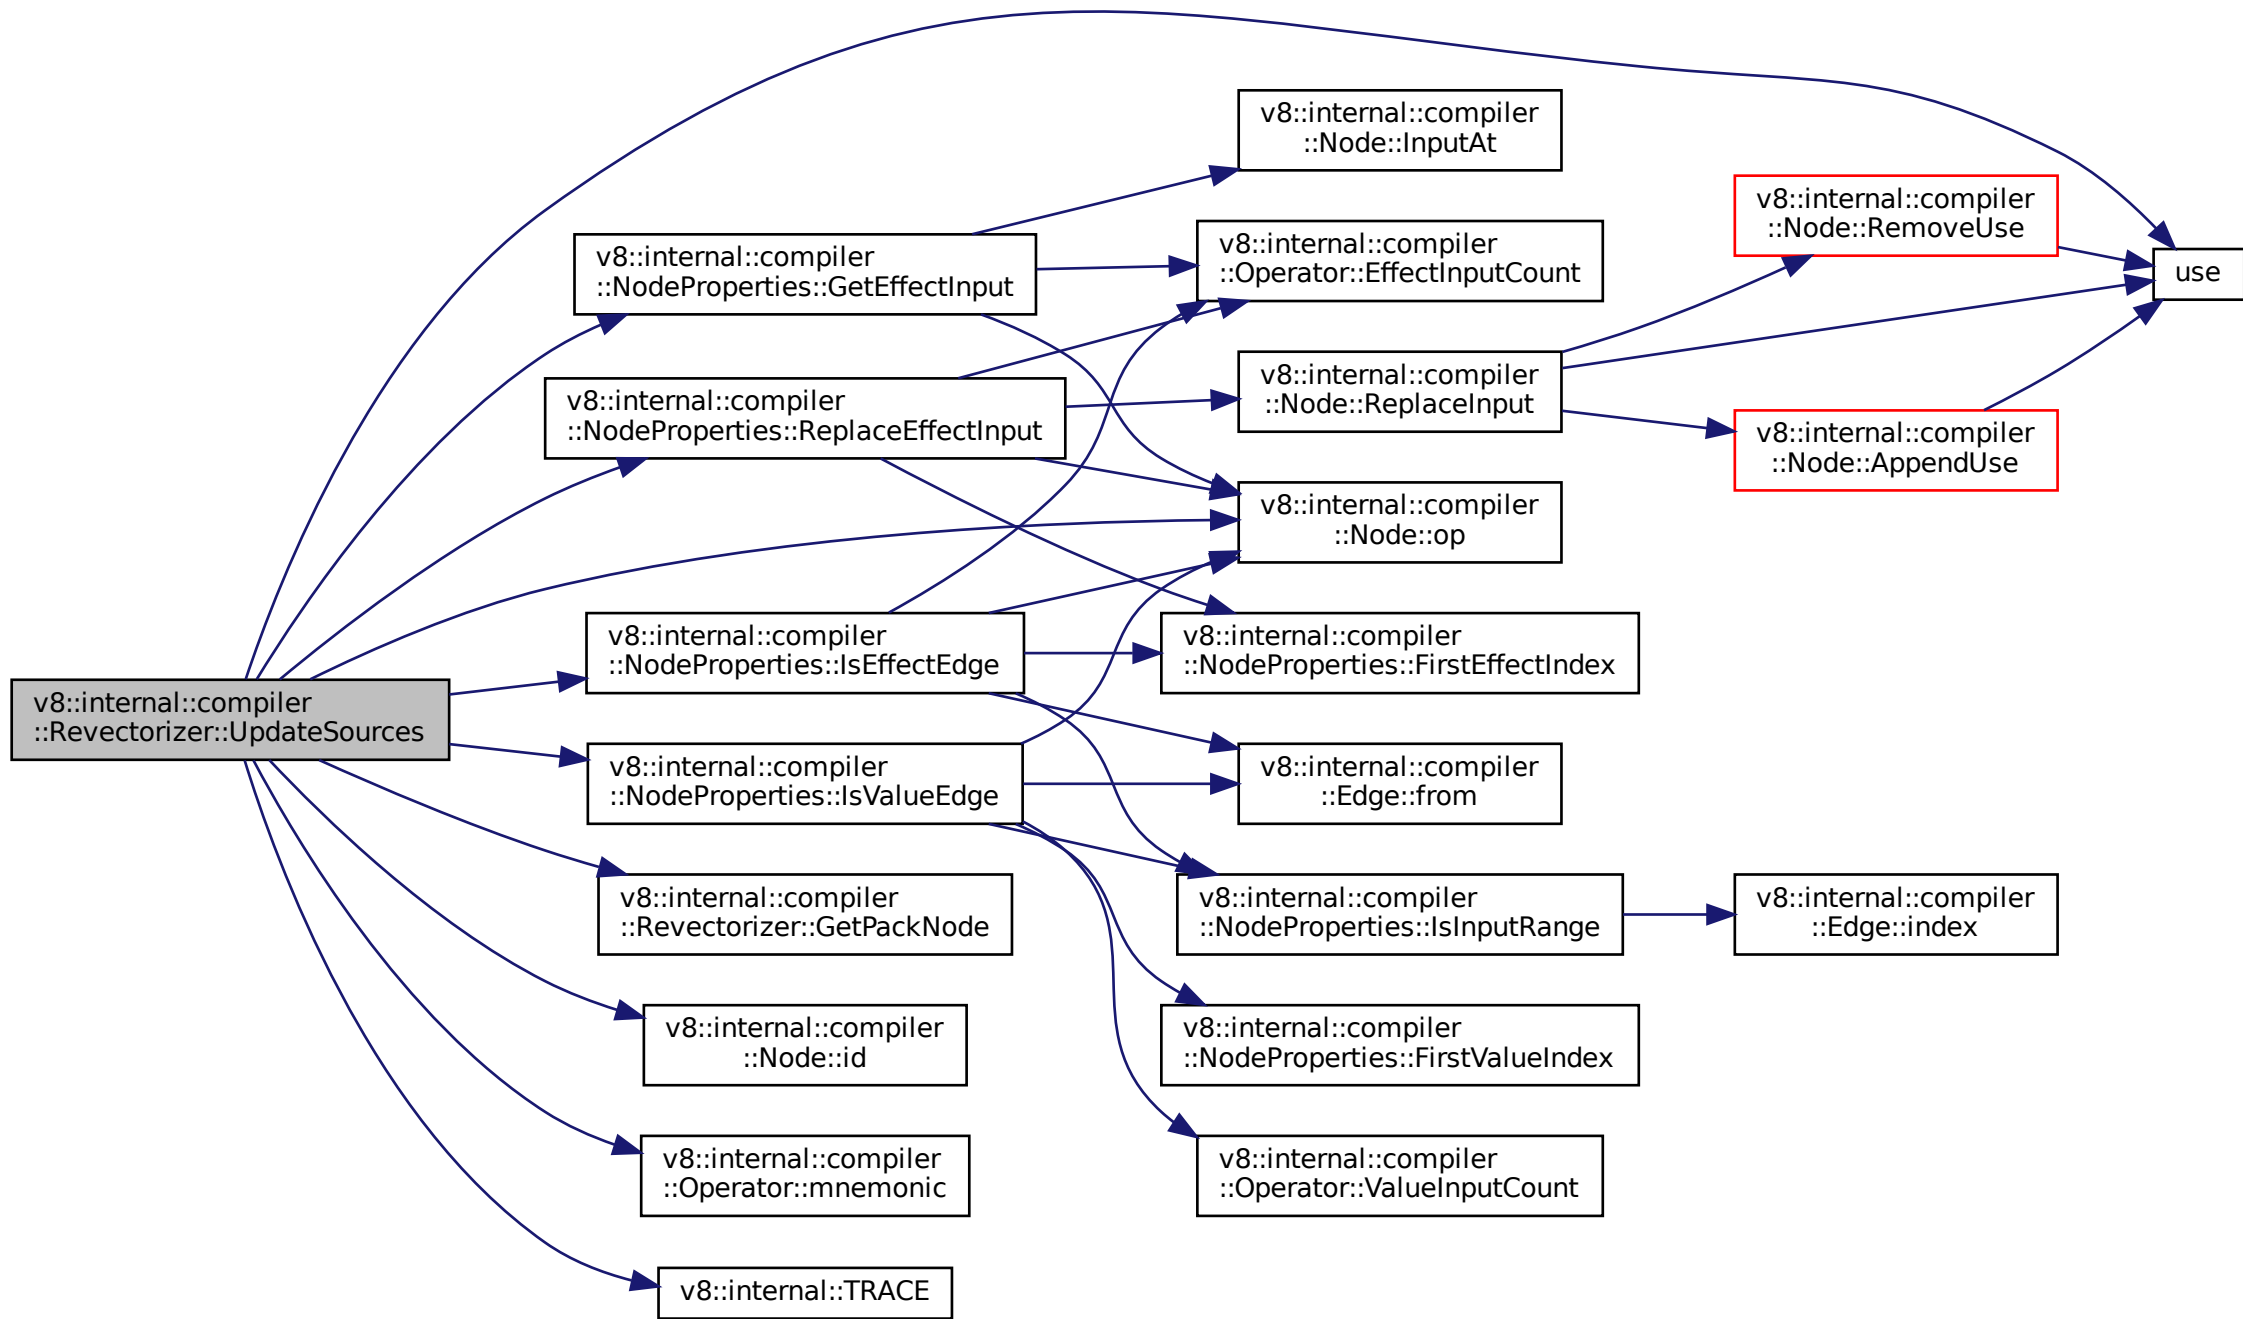 v8::internal::compiler
::Revectorizer::UpdateSources
v8::internal::compiler
::NodeProperties::GetEffectInput
v8::internal::compiler
::NodeProperties::ReplaceEffectInput
v8::internal::compiler
::NodeProperties::IsEffectEdge
v8::internal::compiler
::NodeProperties::IsValueEdge
v8::internal::compiler
::Revectorizer::GetPackNode
v8::internal::compiler
::Node::id
v8::internal::compiler
::Operator::mnemonic
v8::internal::TRACE
v8::internal::compiler
::Node::InputAt
v8::internal::compiler
::Operator::EffectInputCount
v8::internal::compiler
::Node::ReplaceInput
v8::internal::compiler
::Node::op
v8::internal::compiler
::NodeProperties::FirstEffectIndex
v8::internal::compiler
::Edge::from
v8::internal::compiler
::NodeProperties::IsInputRange
v8::internal::compiler
::NodeProperties::FirstValueIndex
v8::internal::compiler
::Operator::ValueInputCount
v8::internal::compiler
::Node::RemoveUse
v8::internal::compiler
::Node::AppendUse
v8::internal::compiler
::Edge::index
use